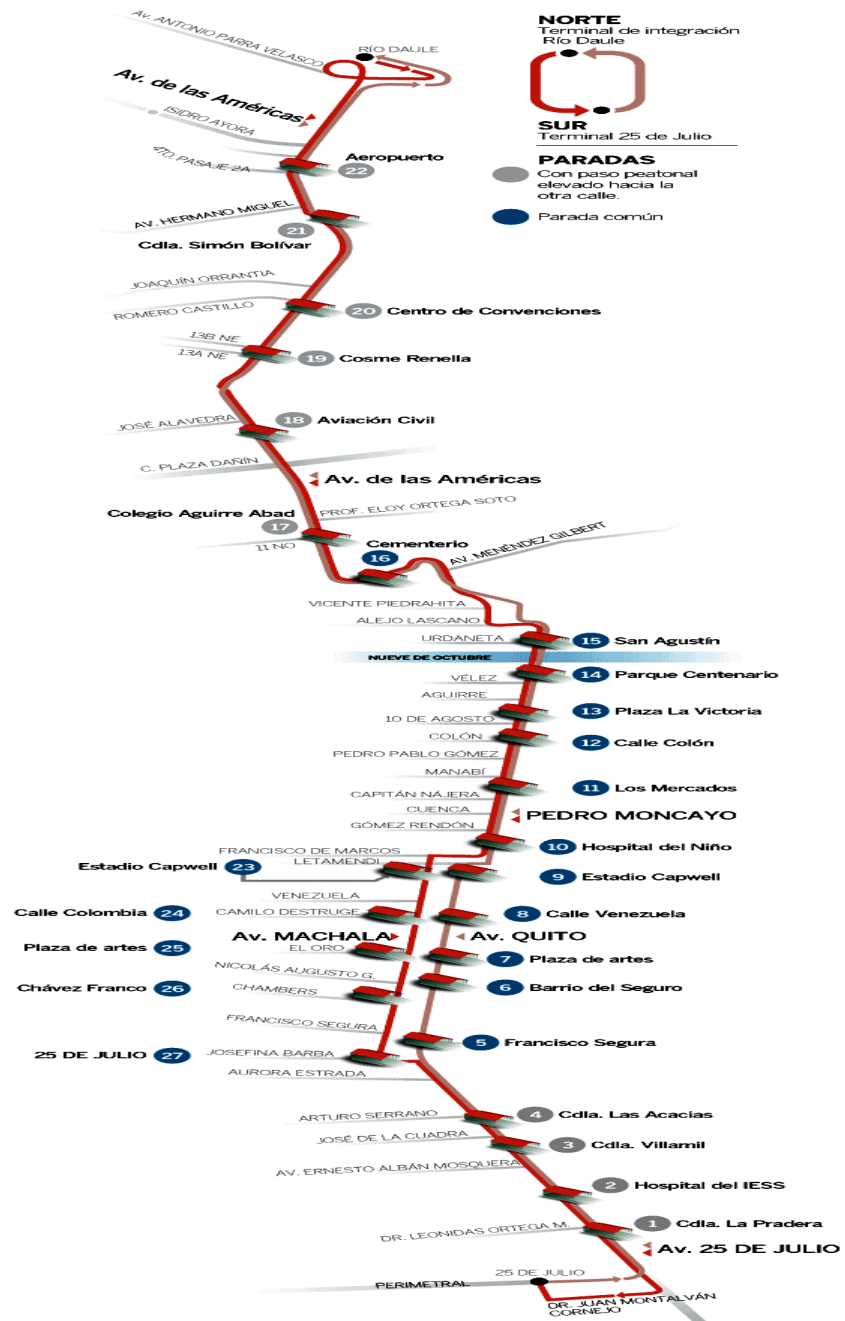 Av. ANTONIO PARRA VELASCO
RÍO DAULE
NORTE
Terminal de integración
Río Daule
SUR
Terminal 25 de Julio
PARADAS
Con paso peatonal
elevado hacia la
otra calle.
Parada común
Av. de las Américas
ISIDRO AYORA
4TO. PASAJE 2A
Aeropuerto
22
AV. HERMANO MIGUEL
21
Cdla. Simón Bolívar
JOAQUÍN ORRANTIA
ROMERO CASTILLO
20 Centro de Convenciones
13B NE
13A NE
19 Cosme Renella
JOSÉ ALAVEDRA
18 Aviación Civil
C. PLAZA DAÑÍN
Av. de las Américas
Colegio Aguirre Abad
17
PROF. ELOY ORTEGA SOTO
11 NO
Cementerio
16
AV. MENÉNDEZ GILBERT
VICENTE PIEDRAHITA
ALEJO LASCANO
URDANETA
15 San Agustín
NUEVE DE OCTUBRE
VÉLEZ
14 Parque Centenario
AGUIRRE
10 DE AGOSTO
13 Plaza La Victoria
COLÓN
12 Calle Colón
PEDRO PABLO GÓMEZ
MANABÍ
CAPITÁN NÁJERA
11 Los Mercados
CUENCA
PEDRO MONCAYO
GÓMEZ RENDÓN
FRANCISCO DE MARCOS
10 Hospital del Niño
LETAMENDI
Estadio Capwell 23
9 Estadio Capwell
VENEZUELA
Calle Colombia 24
CAMILO DESTRUGE
8 Calle Venezuela
Av. MACHALA
Av. QUITO
Plaza de artes 25
EL ORO
7 Plaza de artes
NICOLÁS AUGUSTO G.
Chávez Franco 26
CHAMBERS
6 Barrio del Seguro
FRANCISCO SEGURA
5 Francisco Segura
25 DE JULIO 27
JOSEFINA BARBA
AURORA ESTRADA
ARTURO SERRANO
4 Cdla. Las Acacias
JOSÉ DE LA CUADRA
3 Cdla. Villamil
AV. ERNESTO ALBÁN MOSQUERA
2 Hospital del IESS
DR. LEONIDAS ORTEGA M.
1 Cdla. La Pradera
Av. 25 DE JULIO
25 DE JULIO
PERIMETRAL
DR. JUAN MONTALVÁN
CORNEJO